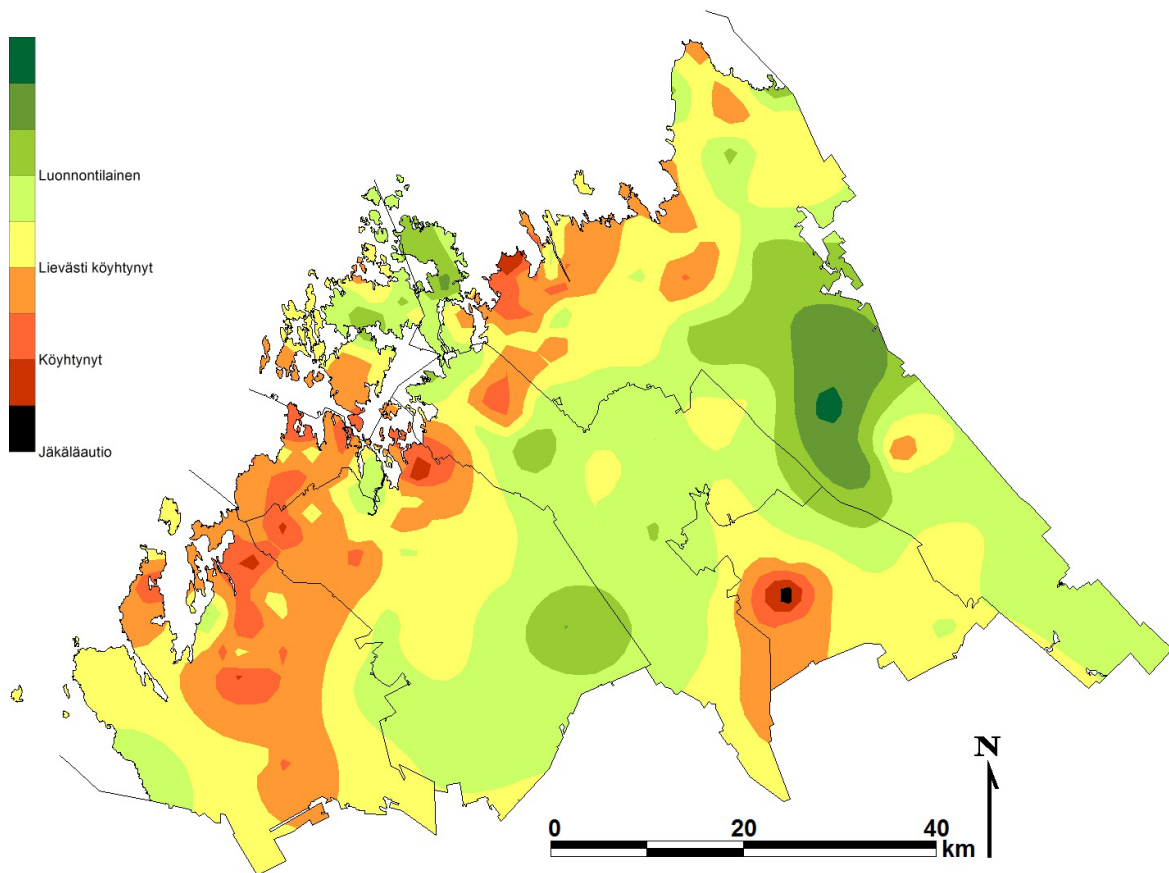 Luonnontilainen
Lievästi köyhtynyt
Köyhtynyt
Jäkäläautio
N
0 20 40
km